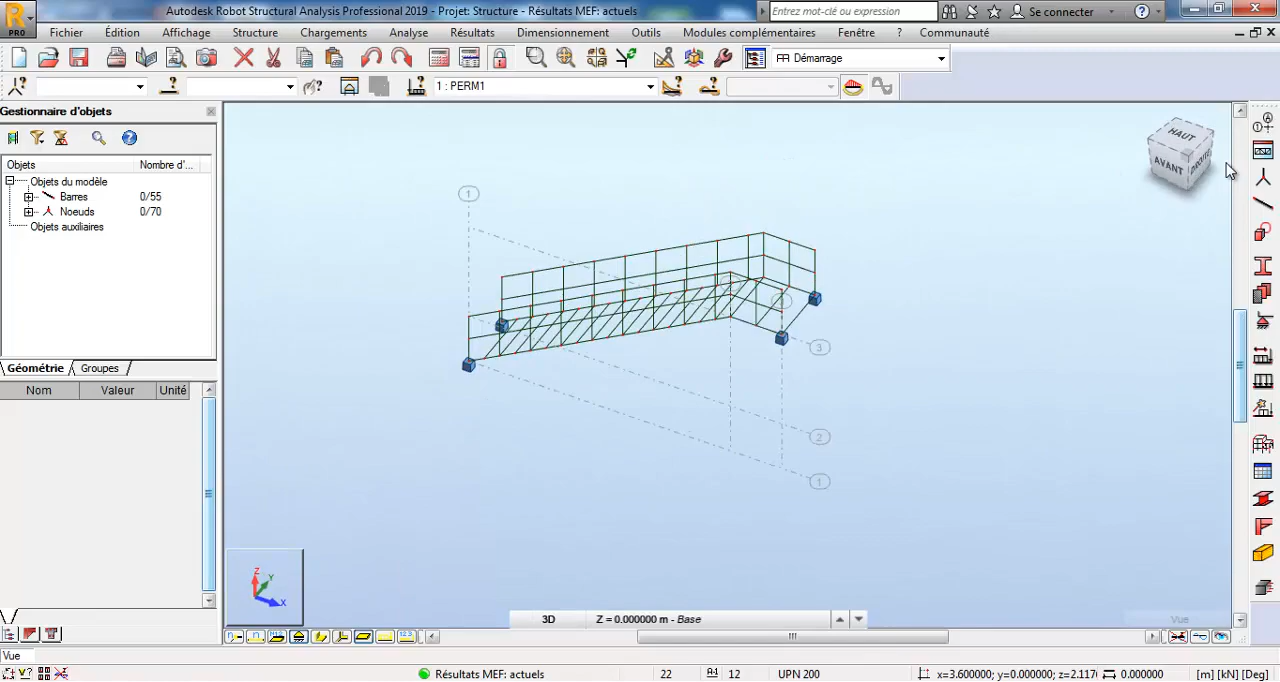 Autodesk Robot Structural Analysis Professional 2019 - Projet: Structure - Résultats MEF: actuels
Entrez mot-clé ou expression
Se connecter
PRO
Fichier Édition Affichage Structure Chargements Analyse Résultats Dimensionnement Outils Modules complémentaires Fenêtre ? Communauté
Démarrage
1 : PERM1
Gestionnaire d'objets
Objets Nombre d'...
Objets du modèle
Barres 0/55
Noeuds 0/70
Objets auxiliaires
Géométrie Groupes
Nom Valeur Unité
HAUT
AVANT
DROITE
1
3
2
1
Z
Y
X
3D Z = 0.000000 m - Base
Vue
Vue
Résultats MEF: actuels 22 12 UPN 200 x=3.600000; y=0.000000; z=2.1176 0.000000 [m] [kN] [Deg]